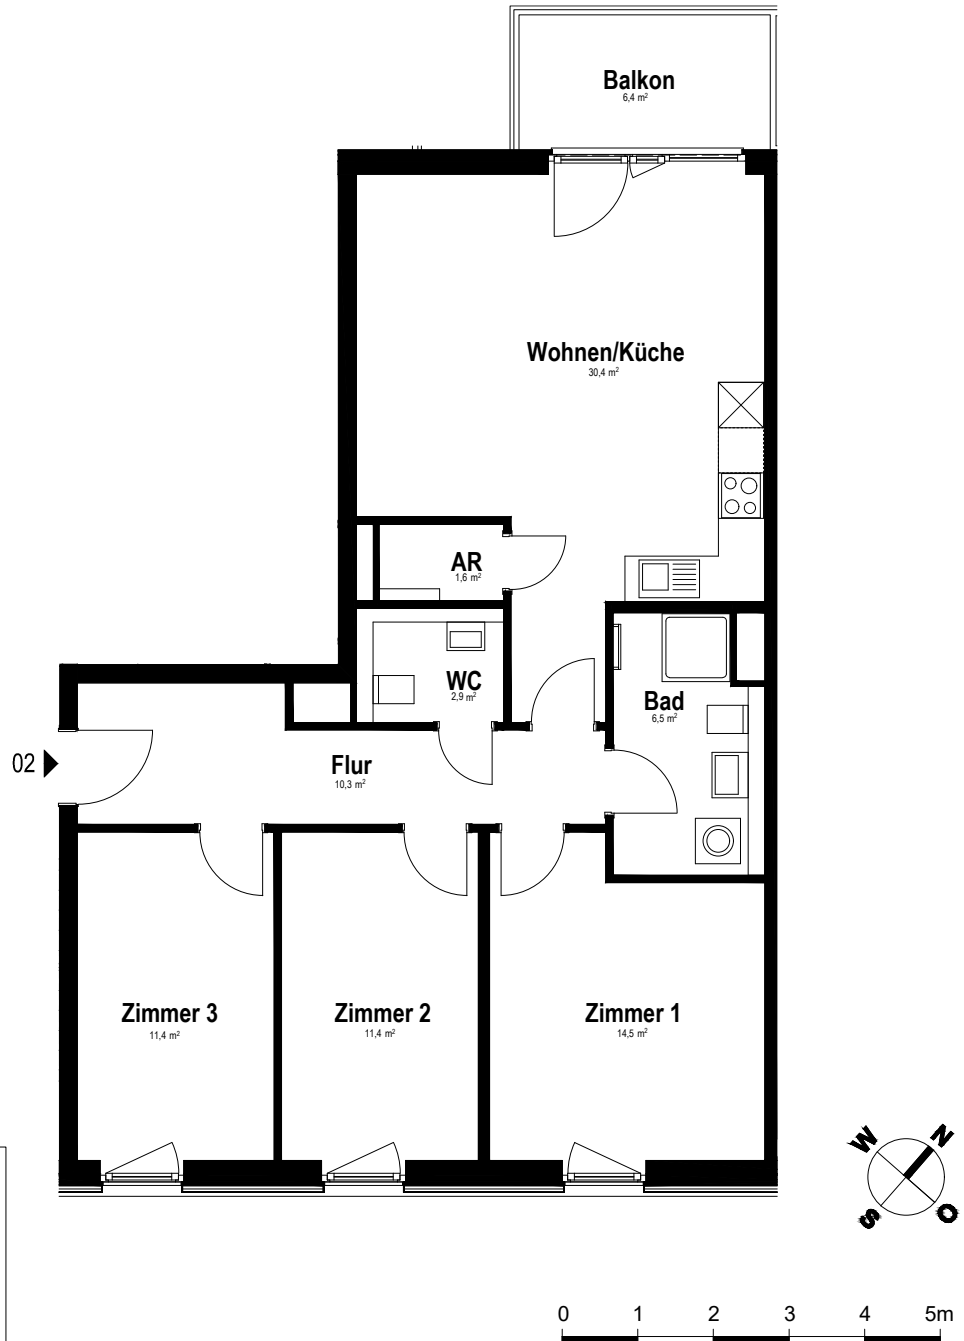 Balkon
6,4 m²
Wohnen/Küche
30,4 m²
AR
1,6 m²
WC
2,9 m²
Bad
6,5 m²
02
Flur
10,3 m²
Zimmer 3
11,4 m²
Zimmer 2
11,4 m²
Zimmer 1
14,5 m²
W N
S O
0 1 2 3 4 5m